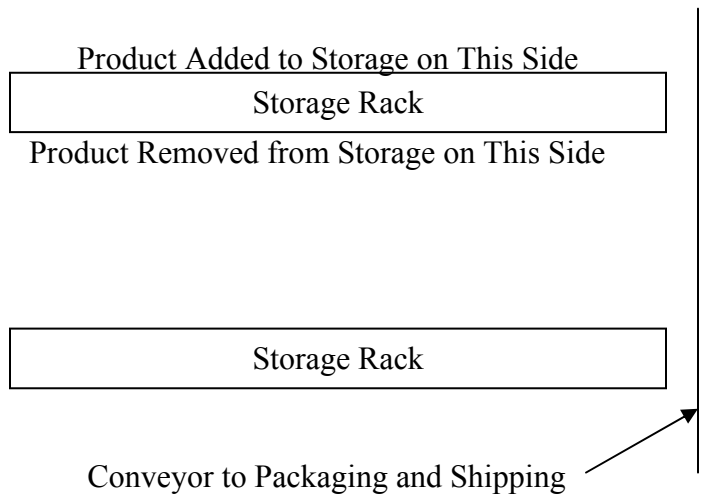 Product Added to Storage on This Side
Storage Rack
Product Removed from Storage on This Side
Storage Rack
Conveyor to Packaging and Shipping